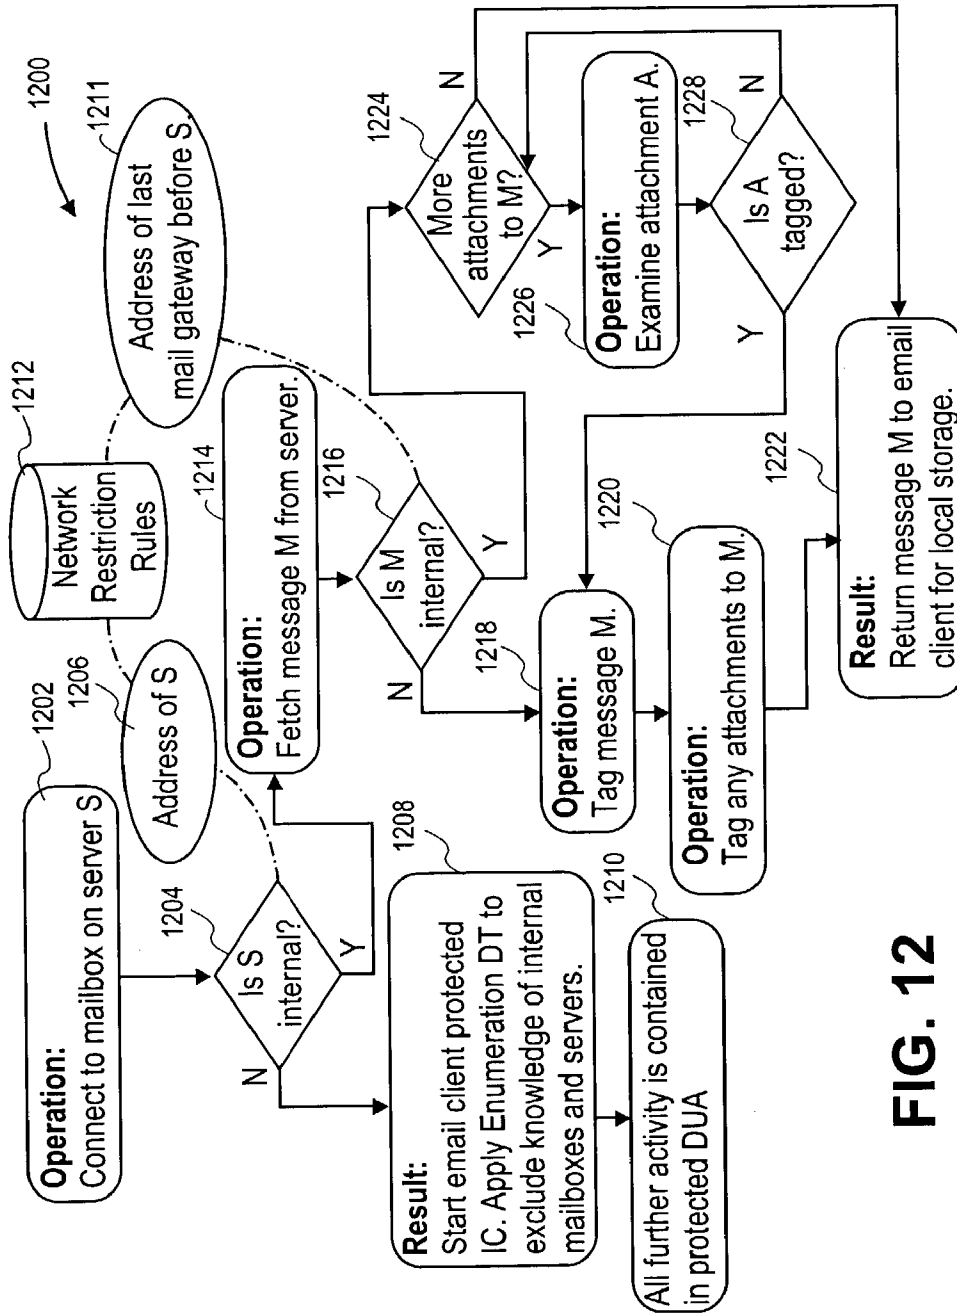 1200
1202
Operation:
Connect to mailbox on server S
1206
Address of S
1212
Network
Restriction
Rules
1211
Address of last
mail gateway before S.
1204
Is S
internal?
N
Y
1208
Result:
Start email client protected
IC. Apply Enumeration DT to
exclude knowledge of internal
mailboxes and servers.
1210
All further activity is contained
in protected DUA
1214
Operation:
Fetch message M from server.
1216
Is M
internal?
N
Y
1218
Operation:
Tag message M.
1220
Operation:
Tag any attachments to M.
1224
More
attachments
to M?
N
Y
1226
Operation:
Examine attachment A.
1228
Is A
tagged?
N
Y
1222
Result:
Return message M to email
client for local storage.
FIG. 12